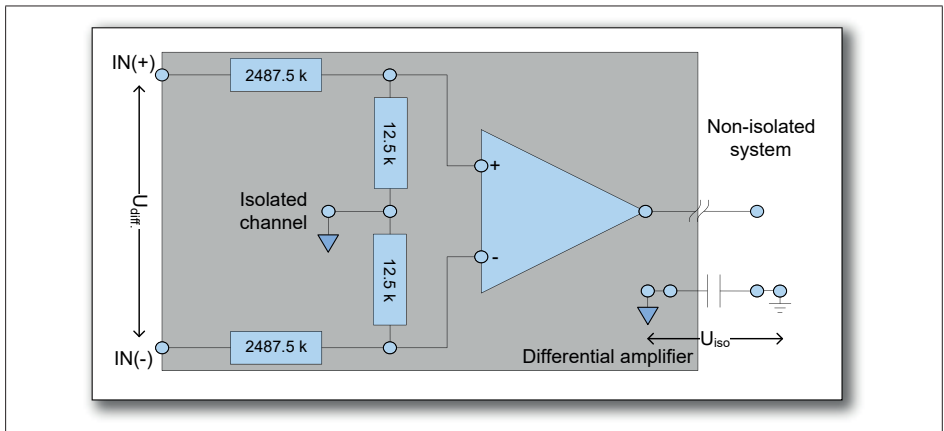 IN(+)
2487.5 k
12.5 k
+
Non-isolated
system
Udiff.
Isolated
channel
12.5 k
-
2487.5 k
IN(-)
Differential amplifier
Uiso